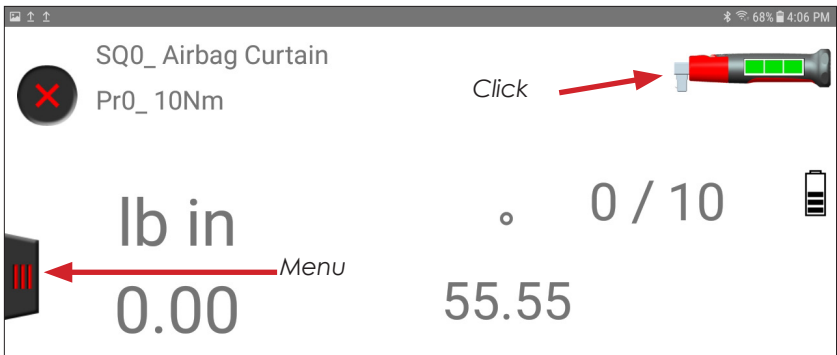 68% 4:06 PM
SQ0_ Airbag Curtain
Pr0_ 10Nm
Click
lb in
° 0 / 10
Menu
0.00
55.55